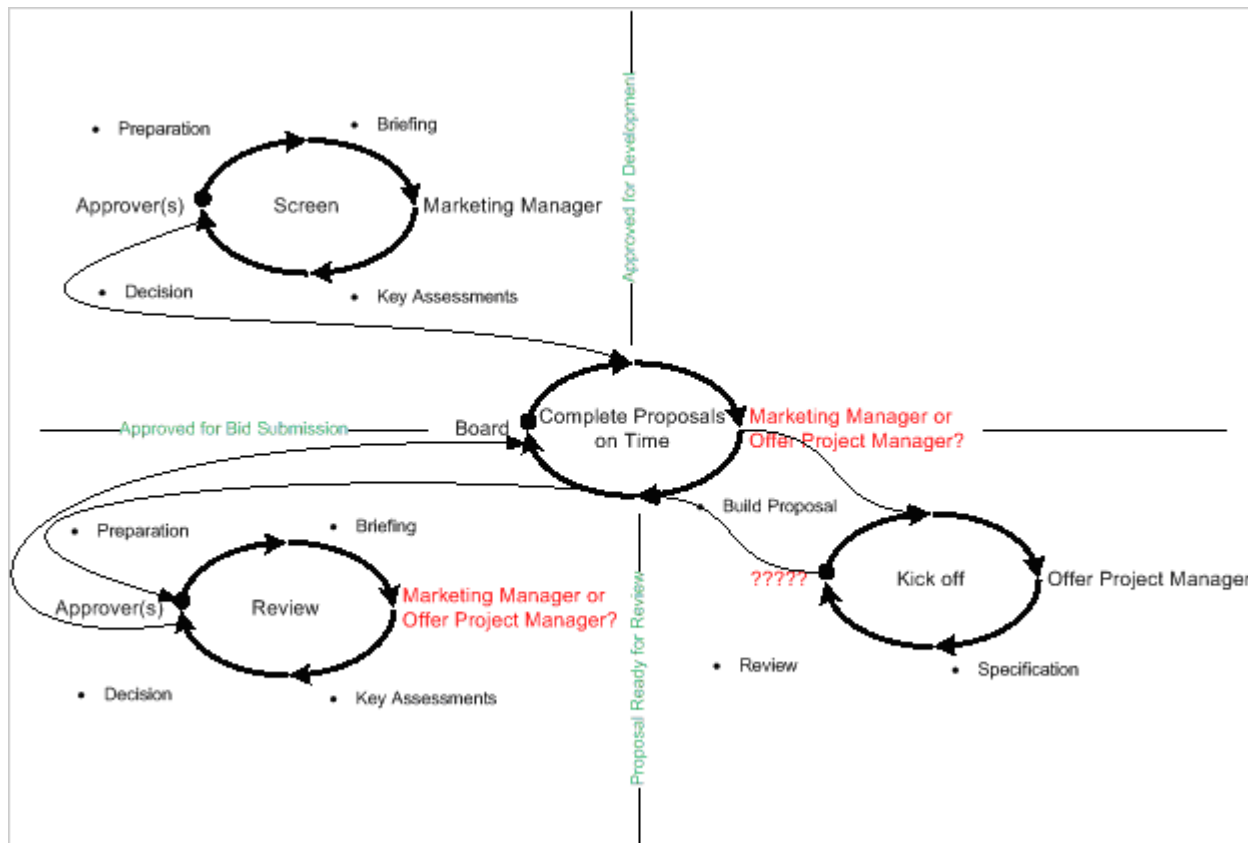 Approved for Development
• Preparation
• Briefing
Approver(s)
Screen
Marketing Manager
• Decision
• Key Assessments
Approved for Bid Submission
Board
Complete Proposals
on Time
Marketing Manager or
Offer Project Manager?
• Preparation
• Briefing
Approver(s)
Review
Marketing Manager or
Offer Project Manager?
• Decision
• Key Assessments
Proposal Ready for Review
• Build Proposal
?????
Kick off
Offer Project Manager
• Review
• Specification